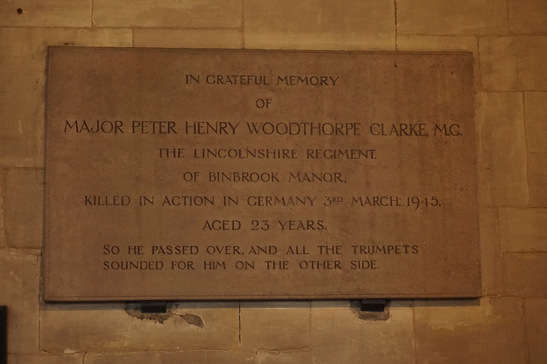 IN GRATEFUL MEMORY
OF
MAJOR PETER HENRY WOODTHORPE CLARKE, M.C.
THE LINCOLNSHIRE REGIMENT.
OF BINBROOK MANOR,
KILLED IN ACTION IN GERMANY 3RD MARCH, 1945.
AGED 23 YEARS.
SO HE PASSED OVER, AND ALL THE TRUMPETS
SOUNDED FOR HIM ON THE OTHER SIDE.